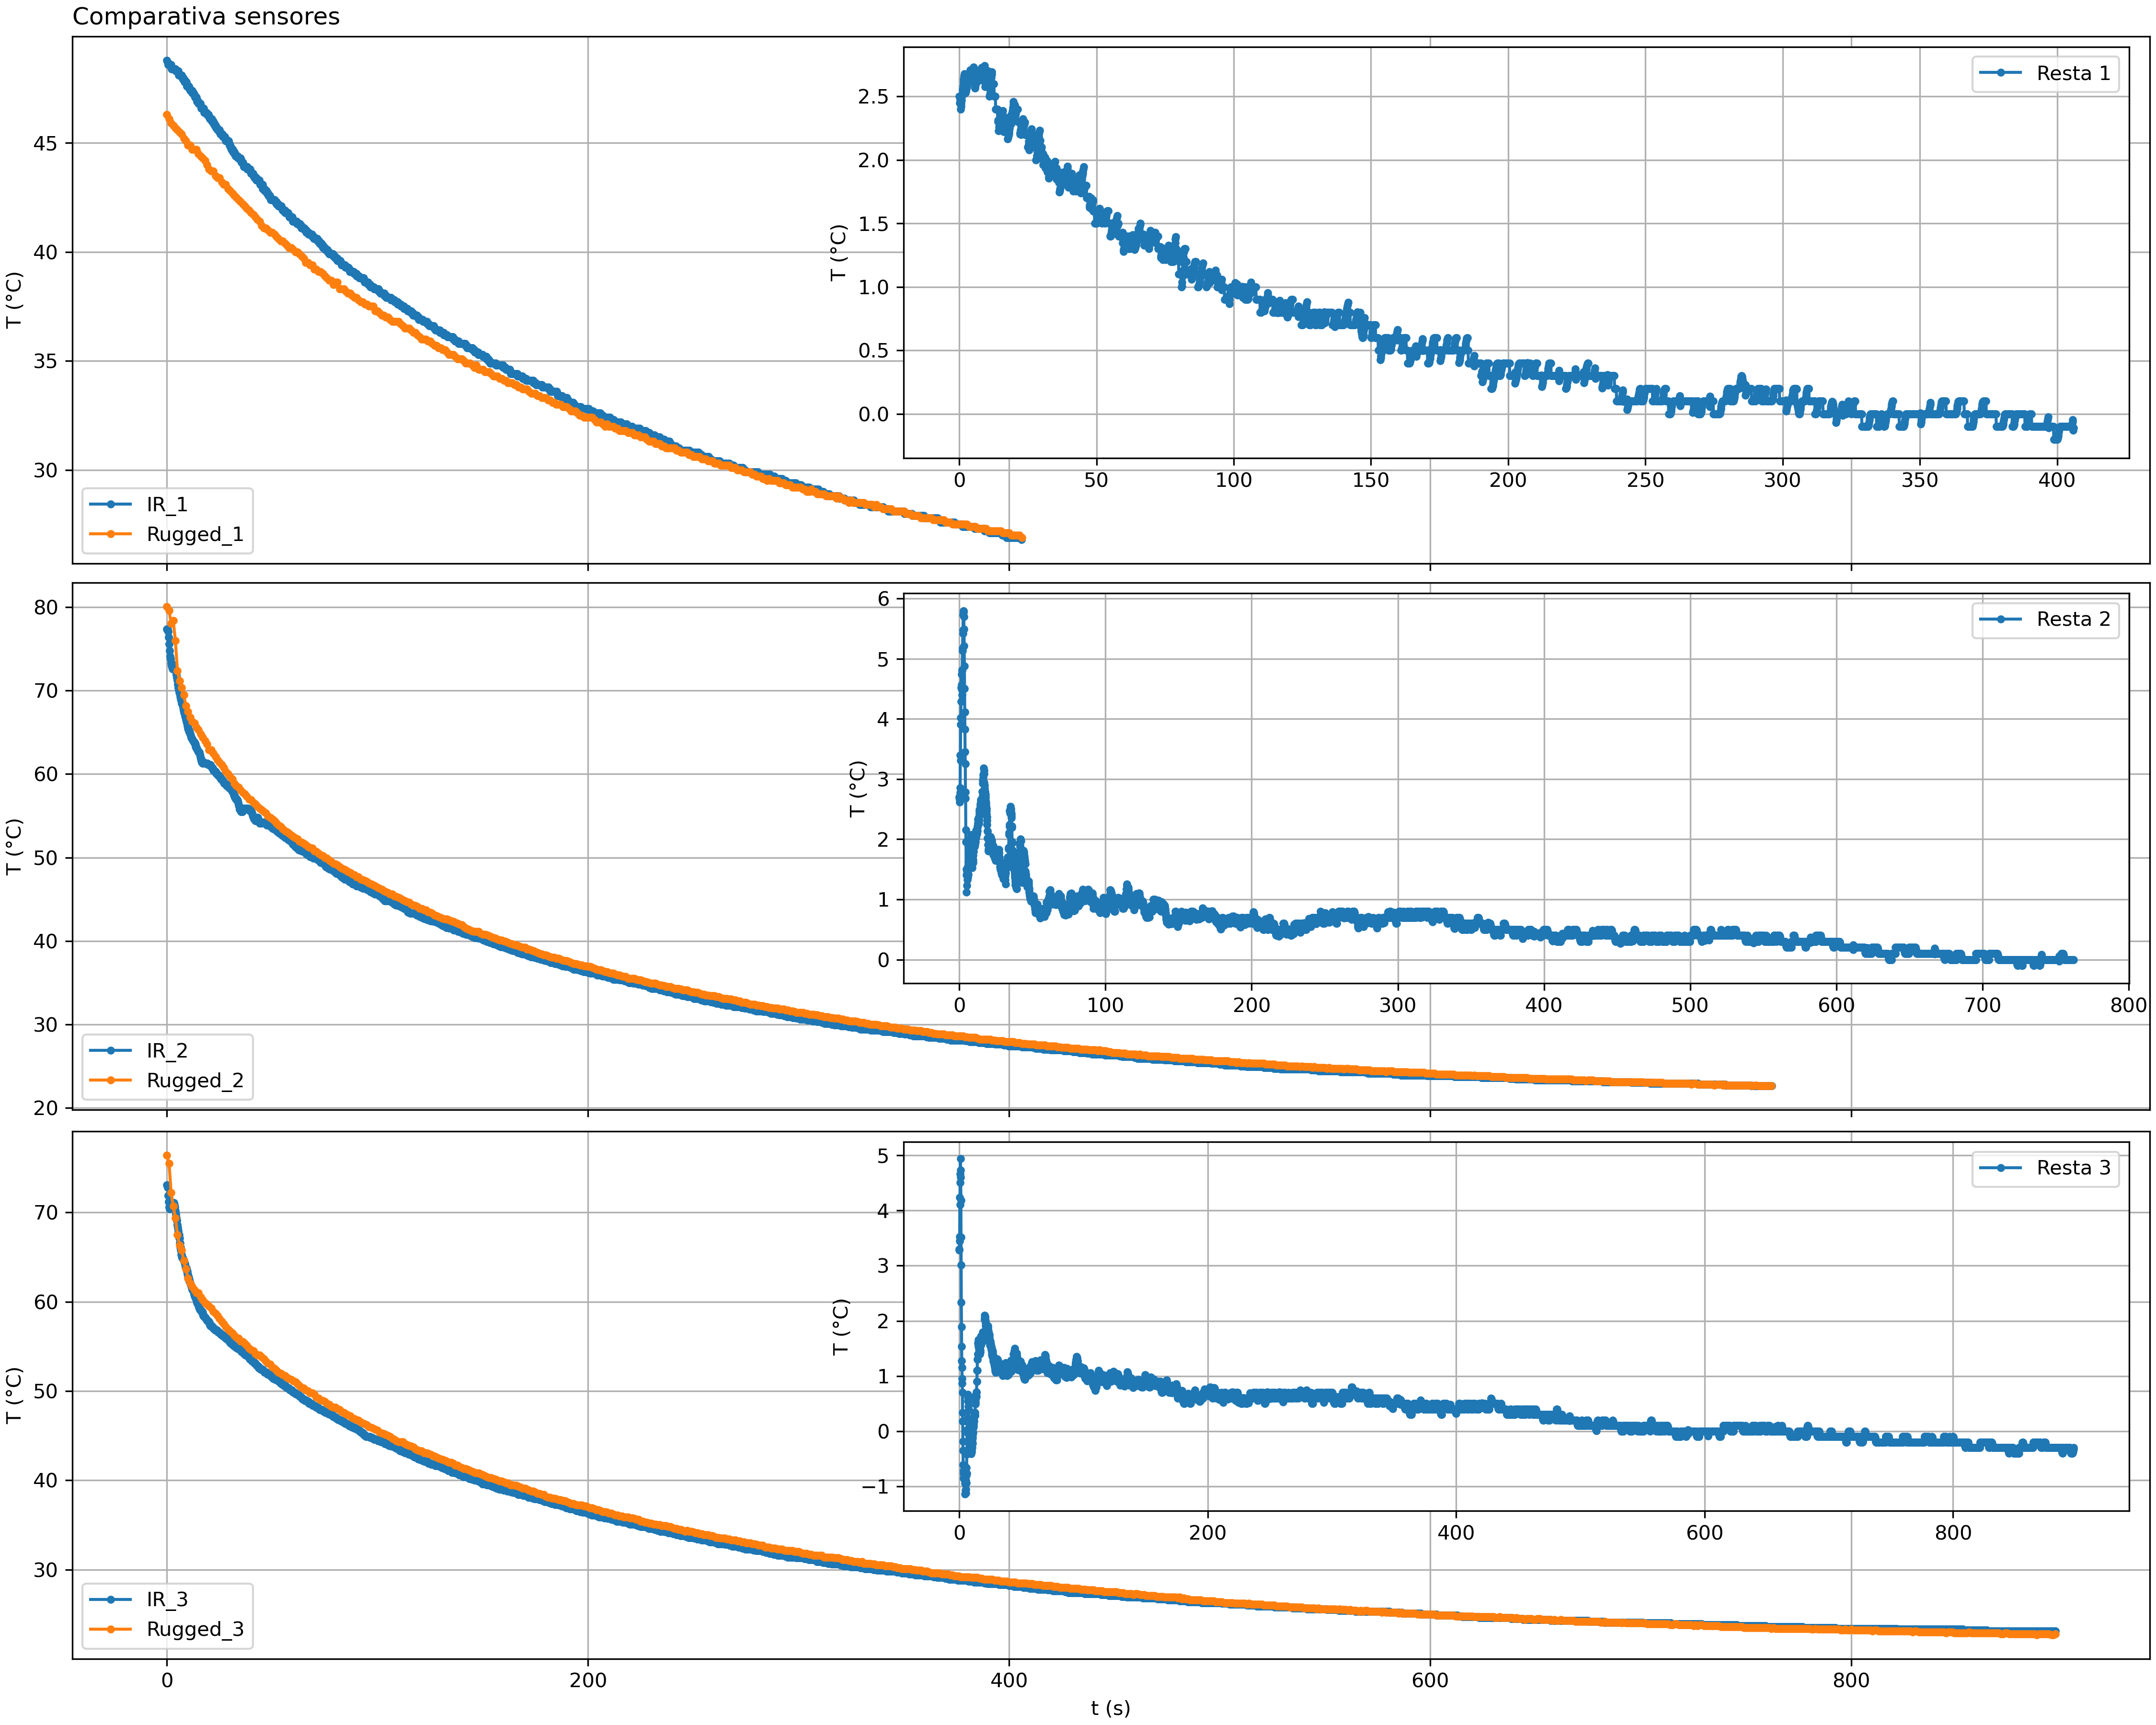 Comparativa sensores
T (°C)
45
40
35
30
IR_1
Rugged_1
T (°C)
2.5
2.0
1.5
1.0
0.5
0.0
Resta 1
0 50 100 150 200 250 300 350 400
T (°C)
80
70
60
50
40
30
20
IR_2
Rugged_2
T (°C)
6
5
4
3
2
1
0
Resta 2
0 100 200 300 400 500 600 700 800
T (°C)
70
60
50
40
30
IR_3
Rugged_3
T (°C)
5
4
3
2
1
0
−1
Resta 3
0 200 400 600 800
0 200 400 600 800
t (s)